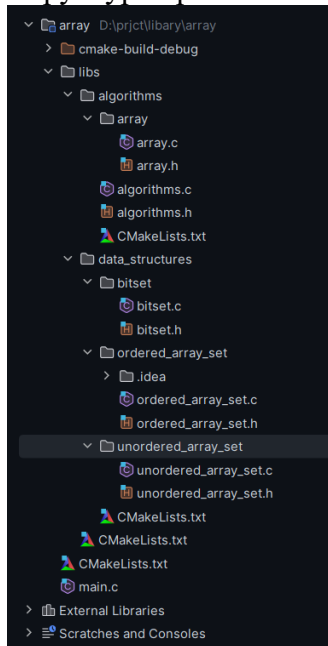 array D:\prjct\libary\array
cmake-build-debug
libs
algorithms
array
array.c
array.h
algorithms.c
algorithms.h
CMakeLists.txt
data_structures
bitset
bitset.c
bitset.h
ordered_array_set
.idea
ordered_array_set.c
ordered_array_set.h
unordered_array_set
unordered_array_set.c
unordered_array_set.h
CMakeLists.txt
CMakeLists.txt
CMakeLists.txt
main.c
External Libraries
Scratches and Consoles